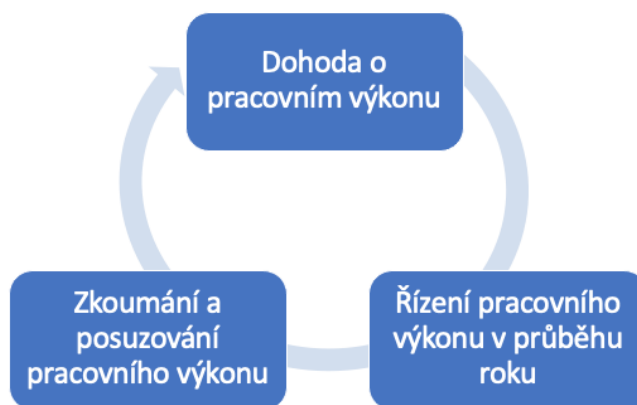 Dohoda o
pracovním výkonu
Zkoumání a
posuzování
pracovního výkonu
Řízení pracovního
výkonu v průběhu
roku